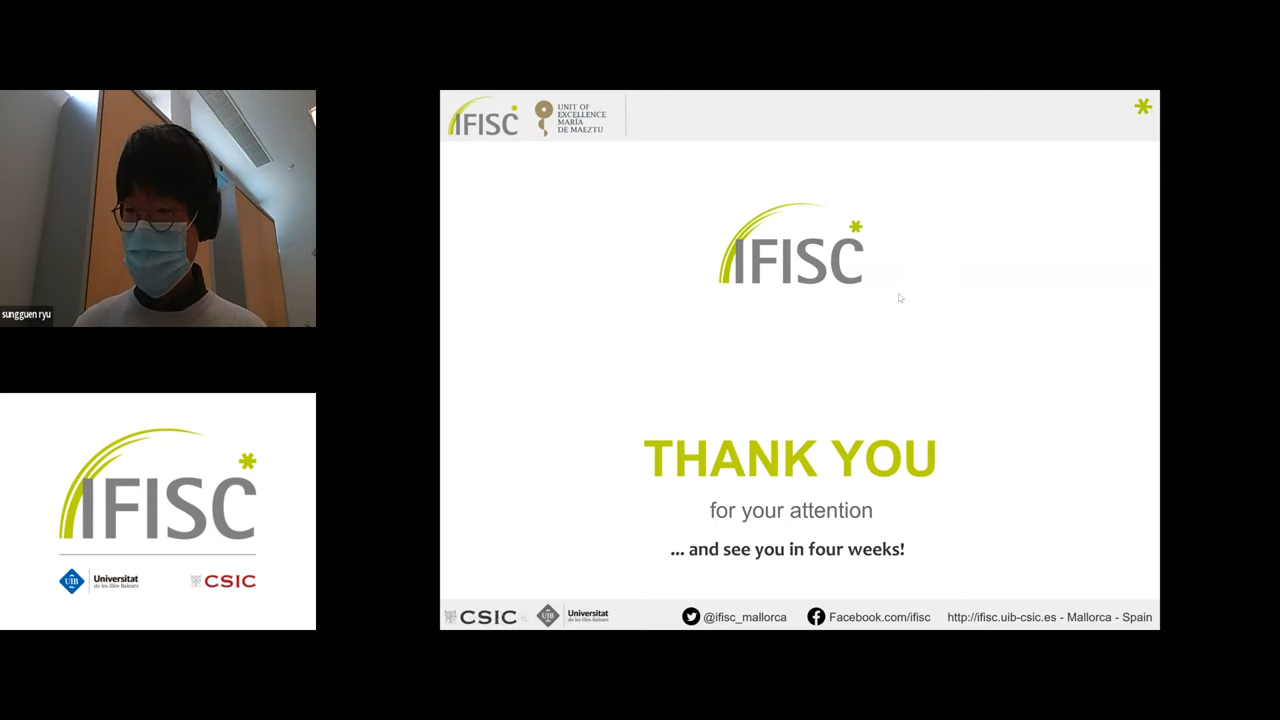 sungguen ryu
IFISC
UIB
Universitat
de les Illes Balears
CSIC
IFISC
UNIT OF
EXCELLENCE
MARÍA
DE MAEZTU
IFISC
THANK YOU
for your attention
... and see you in four weeks!
CSIC
UIB
Universitat
de les Illes Balears
@ifisc_mallorca
Facebook.com/ifisc
http://ifisc.uib-csic.es - Mallorca - Spain